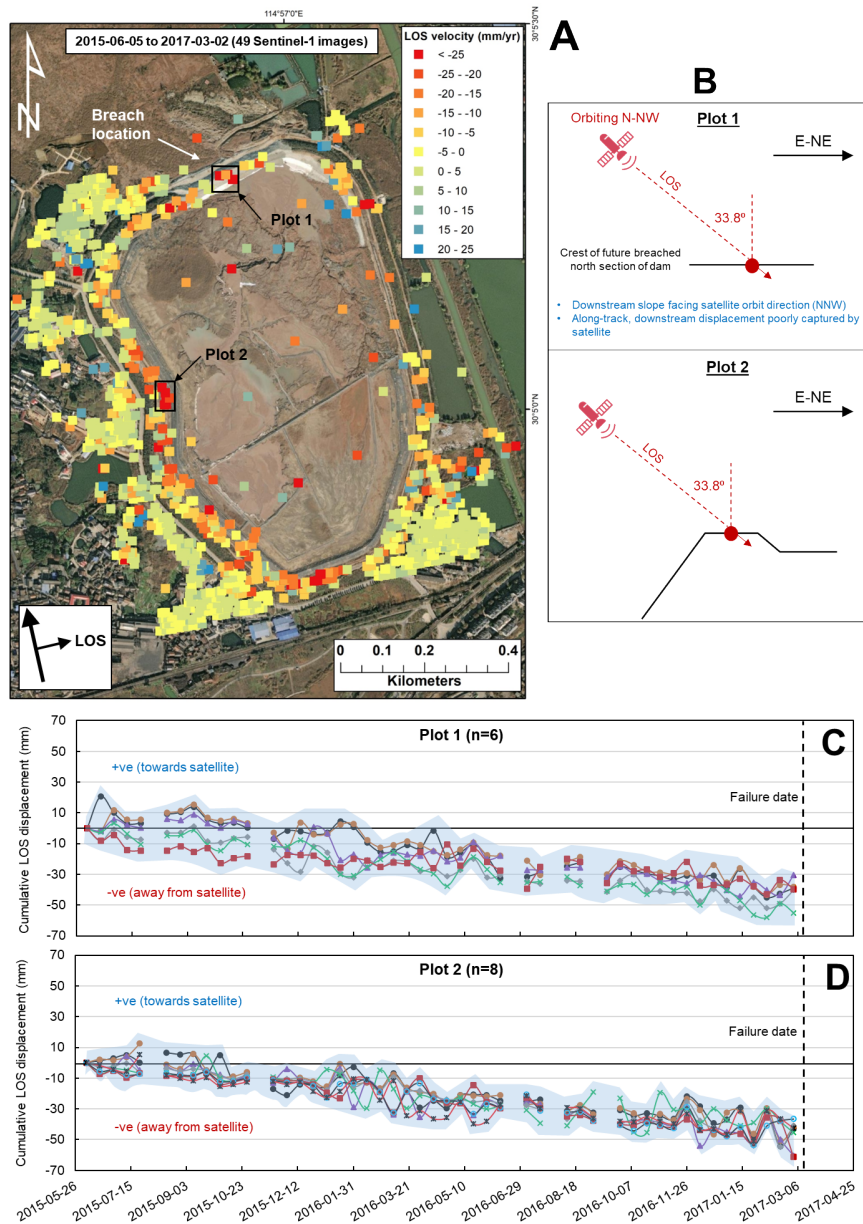 114°57'0"E
30°5'30"N
A
2015-06-05 to 2017-03-02 (49 Sentinel-1 images)
LOS velocity (mm/yr)
< -25
-25 - -20
-20 - -15
-15 - -10
-10 - -5
-5 - 0
0 - 5
5 - 10
10 - 15
15 - 20
20 - 25
N
Breach
location
Plot 1
Plot 2
30°5'0"N
LOS
0 0.1 0.2 0.4
Kilometers
B
Plot 1
Orbiting N-NW
E-NE
LOS
33.8º
Crest of future breached
north section of dam
• Downstream slope facing satellite orbit direction (NNW)
• Along-track, downstream displacement poorly captured by
satellite
Plot 2
E-NE
LOS
33.8º
Cumulative LOS displacement (mm)
70
50
30
10
-10
-30
-50
-70
Plot 1 (n=6)
C
+ve (towards satellite)
Failure date
-ve (away from satellite)
Cumulative LOS displacement (mm)
70
50
30
10
-10
-30
-50
-70
Plot 2 (n=8)
D
+ve (towards satellite)
Failure date
-ve (away from satellite)
2015-05-26
2015-07-15
2015-09-03
2015-10-23
2015-12-12
2016-01-31
2016-03-21
2016-05-10
2016-06-29
2016-08-18
2016-10-07
2016-11-26
2017-01-15
2017-03-06
2017-04-25